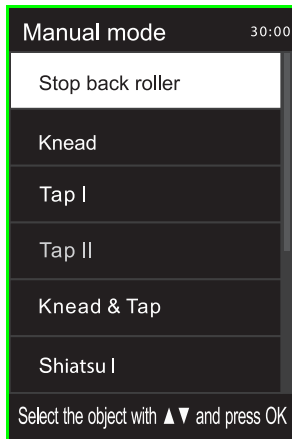 Manual mode 30:00
Stop back roller
Knead
Tap I
Tap II
Knead & Tap
Shiatsu I
Select the object with ▲▼ and press OK